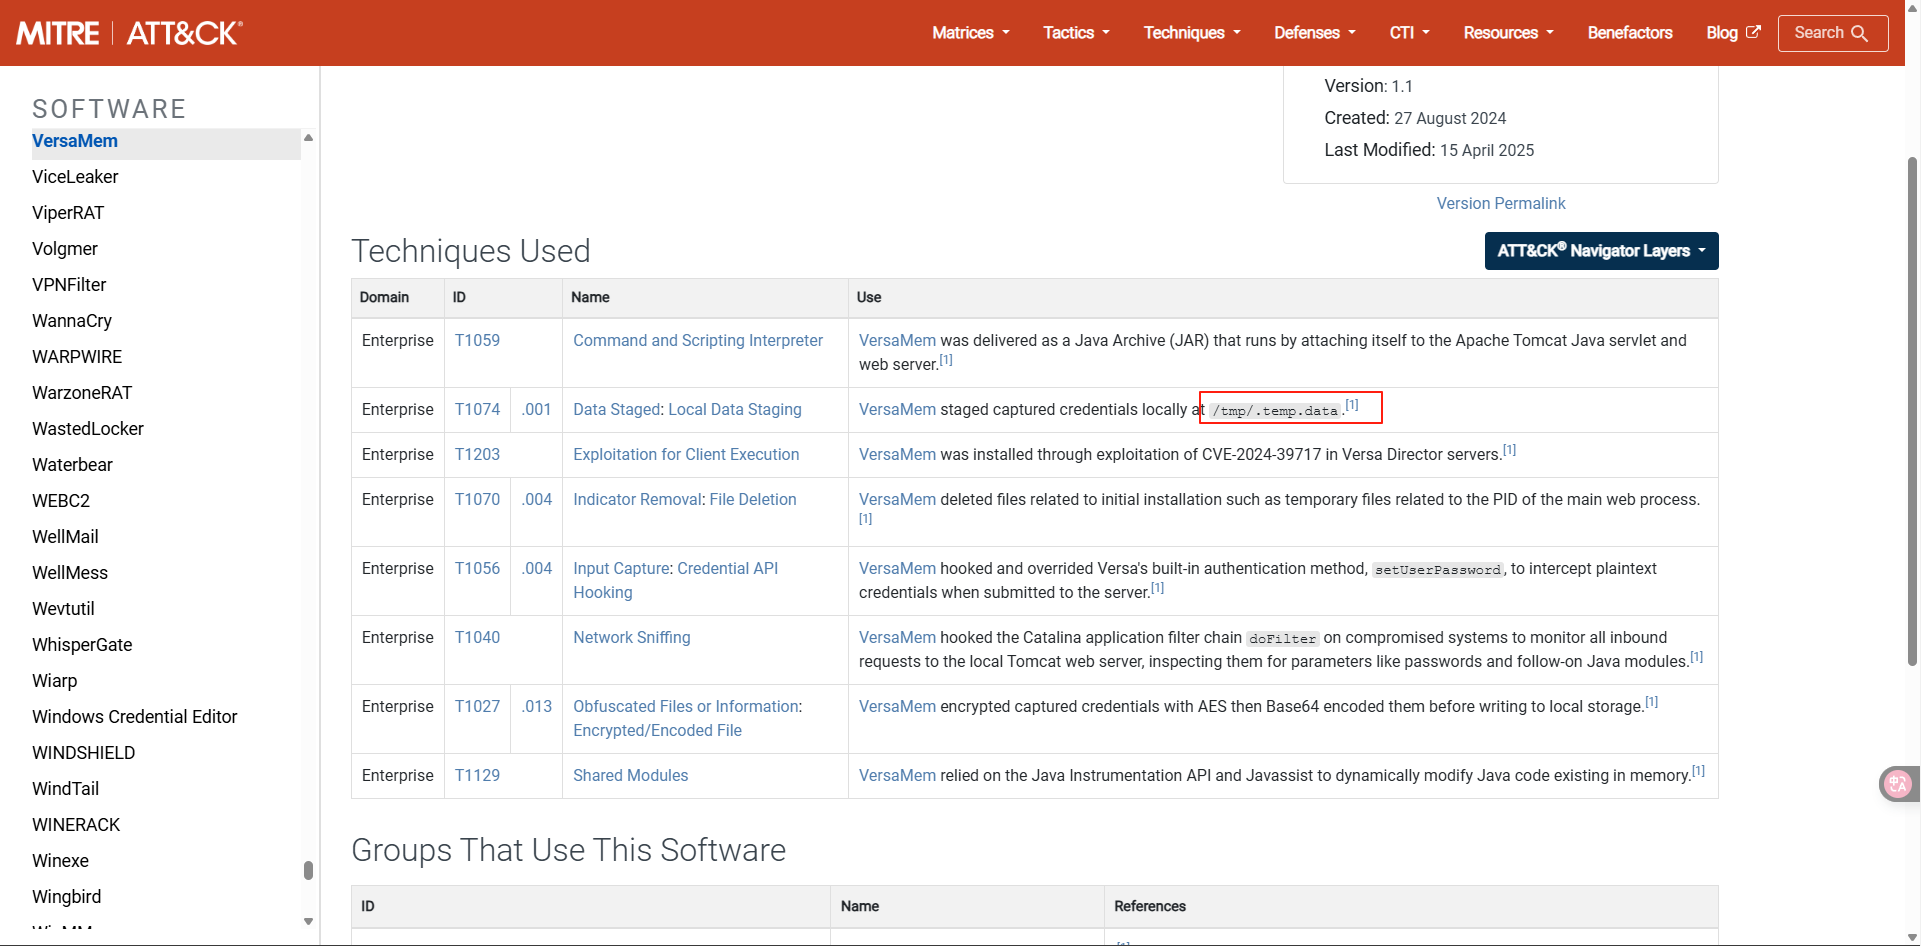 MITRE | ATT&CK®
Matrices
Tactics
Techniques
Defenses
CTI
Resources
Benefactors
Blog
Search
SOFTWARE
VersaMem
ViceLeaker
ViperRAT
Volgmer
VPNFilter
WannaCry
WARPWIRE
WarzoneRAT
WastedLocker
Waterbear
WEBC2
WellMail
WellMess
Wevtutil
WhisperGate
Wiarp
Windows Credential Editor
WINDSHIELD
WindTail
WINERACK
Winexe
Wingbird
Version: 1.1
Created: 27 August 2024
Last Modified: 15 April 2025
Version Permalink
Techniques Used
ATT&CK® Navigator Layers
Domain ID Name Use
Enterprise T1059 Command and Scripting Interpreter VersaMem was delivered as a Java Archive (JAR) that runs by attaching itself to the Apache Tomcat Java servlet and
web server.[1]
Enterprise T1074 .001 Data Staged: Local Data Staging VersaMem staged captured credentials locally at /tmp/.temp.data.[1]
Enterprise T1203 Exploitation for Client Execution VersaMem was installed through exploitation of CVE-2024-39717 in Versa Director servers.[1]
Enterprise T1070 .004 Indicator Removal: File Deletion VersaMem deleted files related to initial installation such as temporary files related to the PID of the main web process.
[1]
Enterprise T1056 .004 Input Capture: Credential API VersaMem hooked and overrided Versa's built-in authentication method, setUserPassword, to intercept plaintext
Hooking credentials when submitted to the server.[1]
Enterprise T1040 Network Sniffing VersaMem hooked the Catalina application filter chain doFilter on compromised systems to monitor all inbound
requests to the local Tomcat web server, inspecting them for parameters like passwords and follow-on Java modules.[1]
Enterprise T1027 .013 Obfuscated Files or Information: VersaMem encrypted captured credentials with AES then Base64 encoded them before writing to local storage.[1]
Encrypted/Encoded File
Enterprise T1129 Shared Modules VersaMem relied on the Java Instrumentation API and Javassist to dynamically modify Java code existing in memory.[1]
Groups That Use This Software
ID Name References